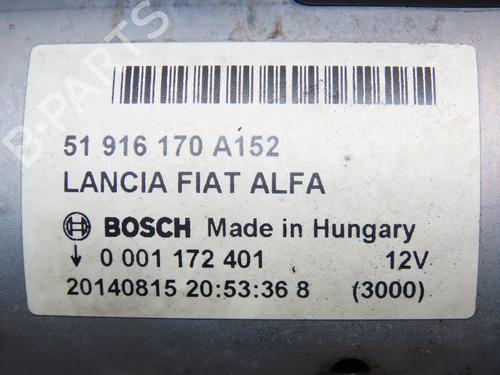 51 916 170 A152
LANCIA FIAT ALFA
BOSCH Made in Hungary
↓ 0 001 172 401 12V
20140815 20:53:36 8 (3000)
B-PARTS